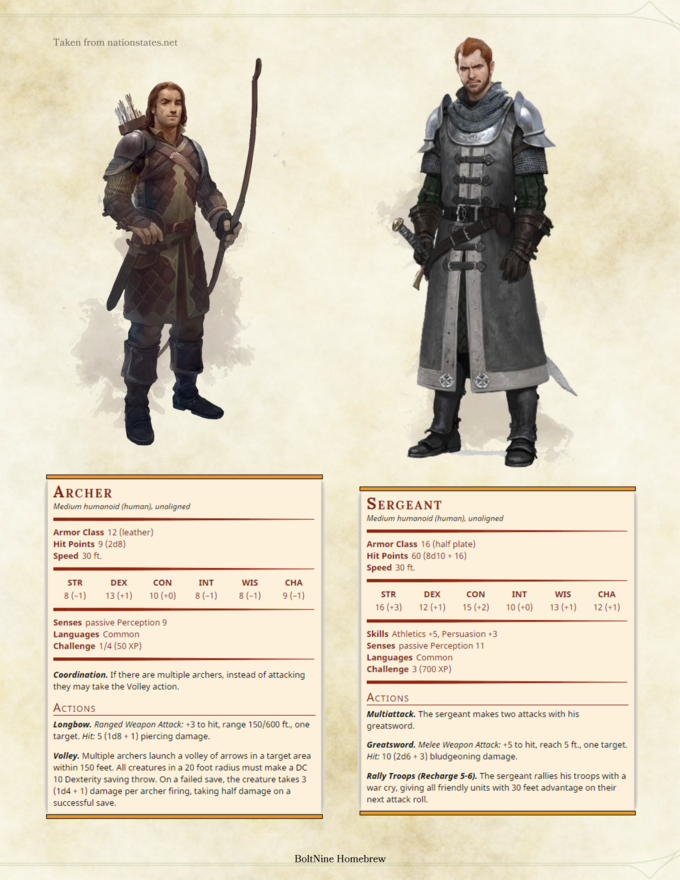 Taken from nationstates.net
Archer
Medium humanoid (human), unaligned
Armor Class 12 (leather)
Hit Points 9 (2d8)
Speed 30 ft.
STR DEX CON INT WIS CHA
8 (–1) 13 (+1) 10 (+0) 8 (–1) 8 (–1) 9 (–1)
Senses passive Perception 9
Languages Common
Challenge 1/4 (50 XP)
Coordination. If there are multiple archers, instead of attacking
they may take the Volley action.
Actions
Longbow. Ranged Weapon Attack: +3 to hit, range 150/600 ft., one
target. Hit: 5 (1d8 + 1) piercing damage.
Volley. Multiple archers launch a volley of arrows in a target area
within 150 feet. All creatures in a 20 foot radius must make a DC
10 Dexterity saving throw. On a failed save, the creature takes 3
(1d4 + 1) damage per archer firing, taking half damage on a
successful save.
Sergeant
Medium humanoid (human), unaligned
Armor Class 16 (half plate)
Hit Points 60 (8d10 + 16)
Speed 30 ft.
STR DEX CON INT WIS CHA
16 (+3) 12 (+1) 15 (+2) 10 (+0) 13 (+1) 12 (+1)
Skills Athletics +5, Persuasion +3
Senses passive Perception 11
Languages Common
Challenge 3 (700 XP)
Actions
Multiattack. The sergeant makes two attacks with his
greatsword.
Greatsword. Melee Weapon Attack: +5 to hit, reach 5 ft., one target.
Hit: 10 (2d6 + 3) bludgeoning damage.
Rally Troops (Recharge 5-6). The sergeant rallies his troops with a
war cry, giving all friendly units with 30 feet advantage on their
next attack roll.
BoltNine Homebrew